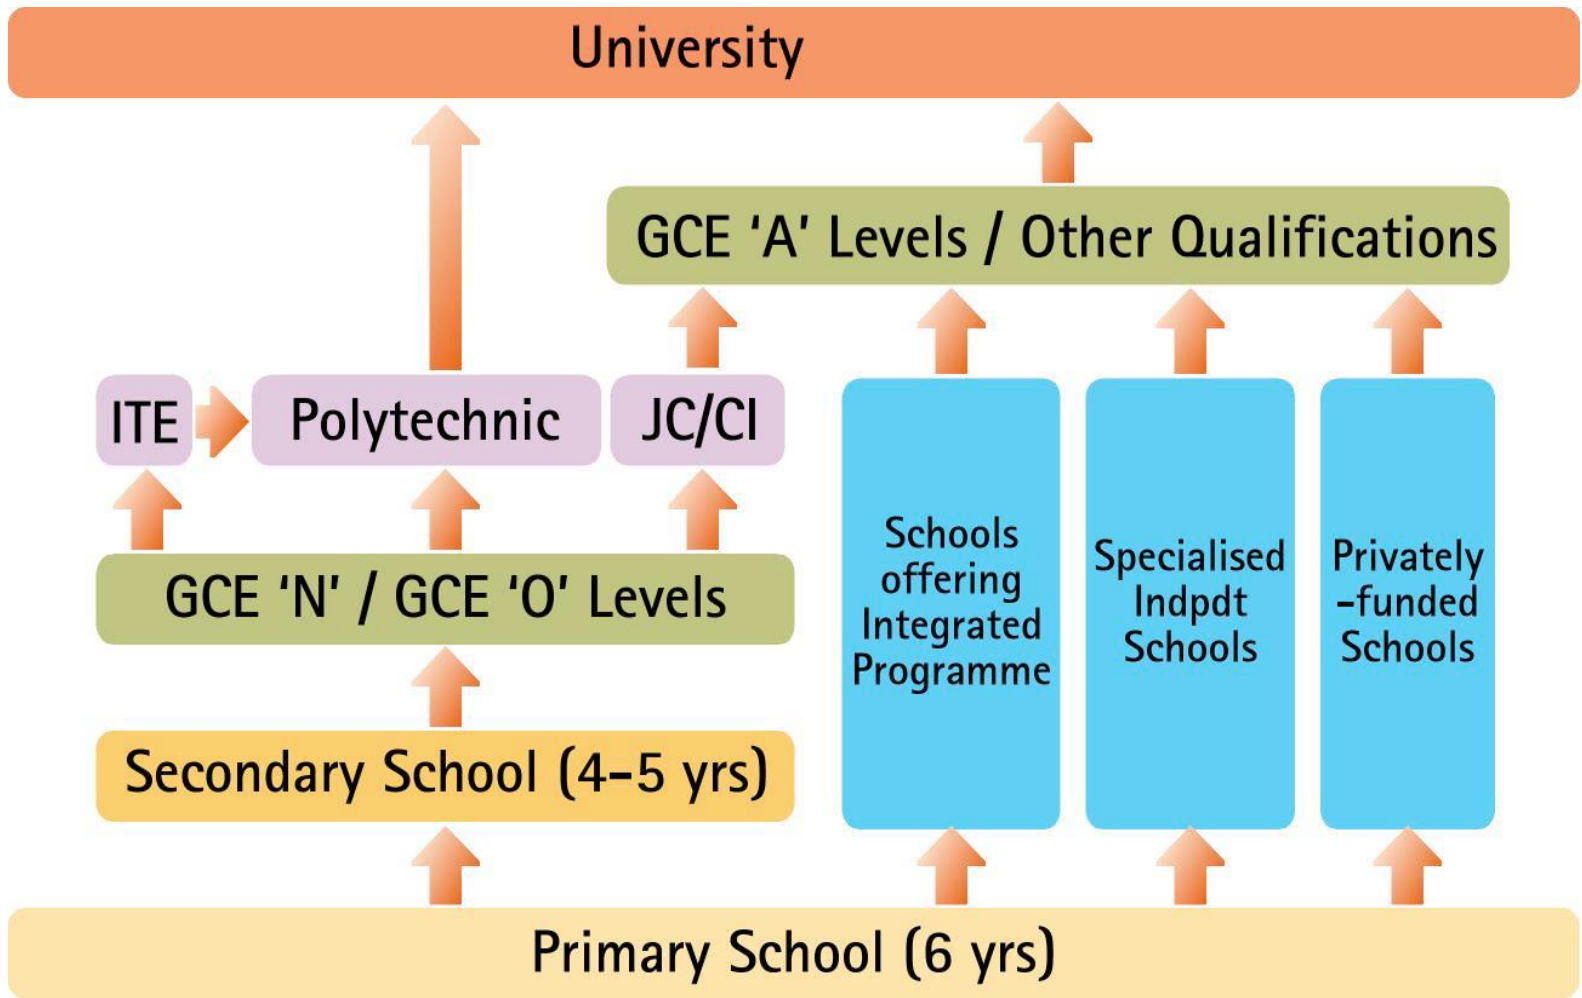 University
GCE ‘A’ Levels / Other Qualifications
ITE
Polytechnic
JC/CI
GCE ‘N’ / GCE ‘O’ Levels
Secondary School (4-5 yrs)
Schools
offering
Integrated
Programme
Specialised
Indpdt
Schools
Privately
-funded
Schools
Primary School (6 yrs)